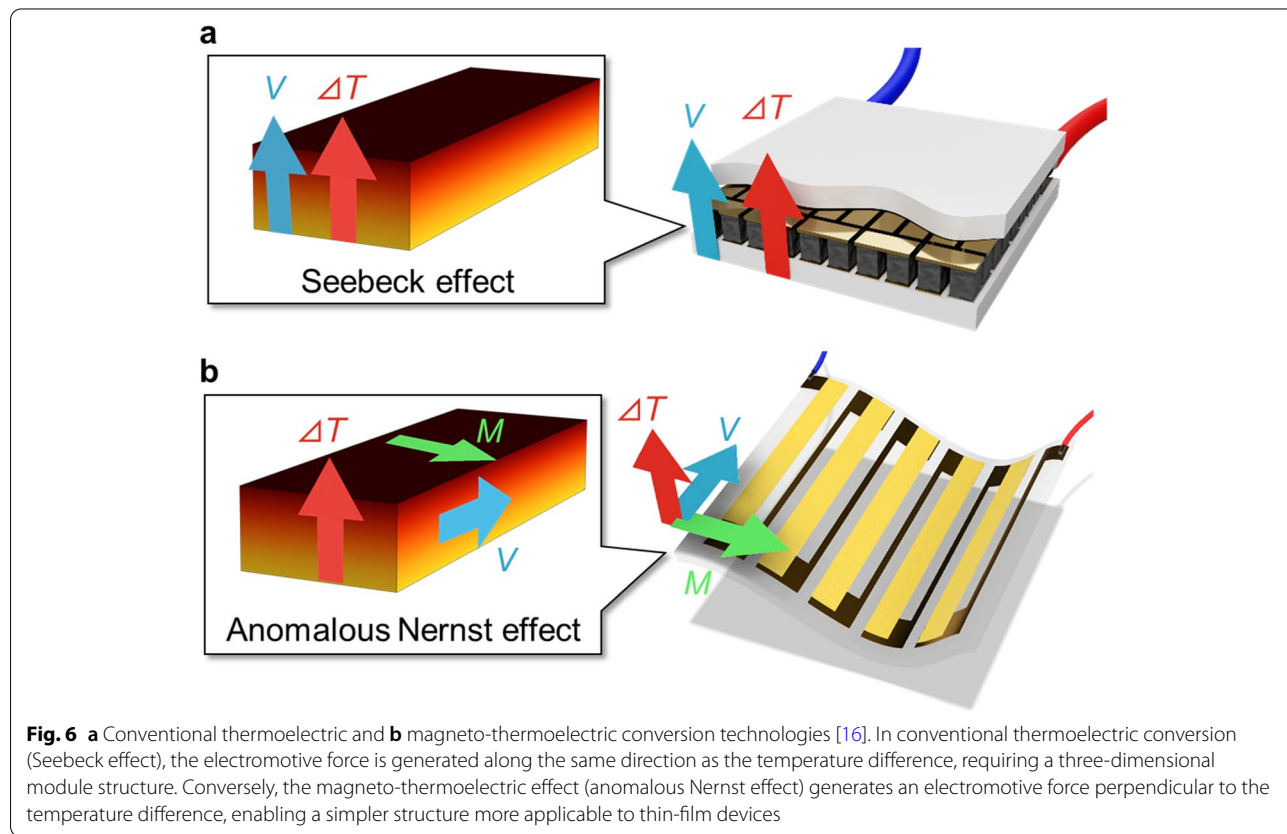 a
V ΔT
Seebeck effect
V ΔT
b
ΔT M
V
Anomalous Nernst effect
ΔT V
M
Fig. 6 a Conventional thermoelectric and b magneto-thermoelectric conversion technologies [16]. In conventional thermoelectric conversion
(Seebeck effect), the electromotive force is generated along the same direction as the temperature difference, requiring a three-dimensional
module structure. Conversely, the magneto-thermoelectric effect (anomalous Nernst effect) generates an electromotive force perpendicular to the
temperature difference, enabling a simpler structure more applicable to thin-film devices